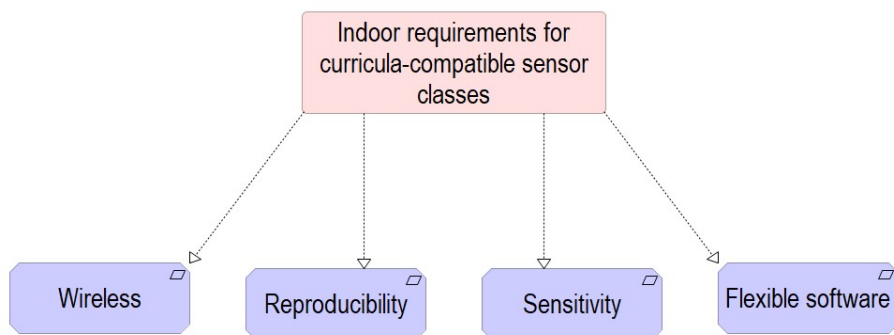 Indoor requirements for
curricula-compatible sensor
classes
Wireless
Reproducibility
Sensitivity
Flexible software